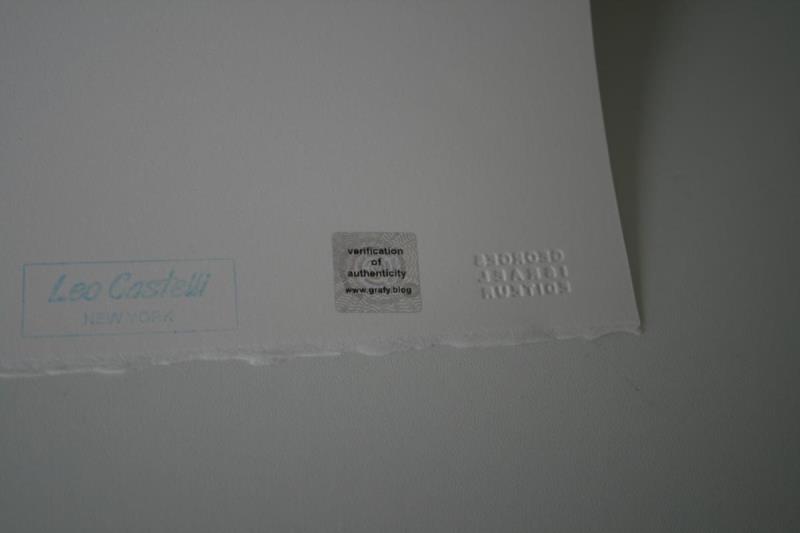 Leo Castelli
NEW YORK
verification
of
authenticity
www.grafy.blog